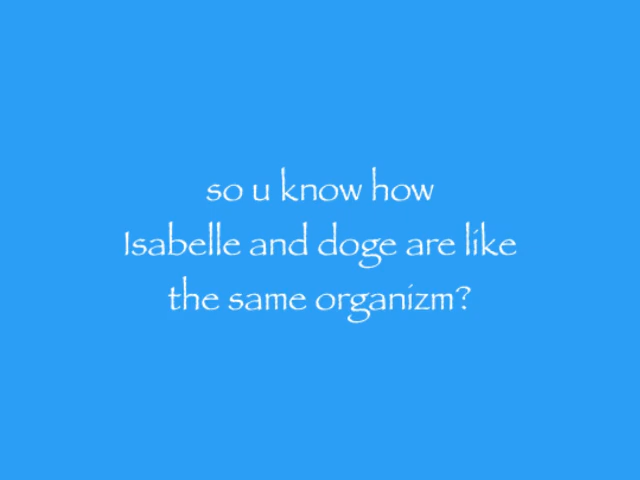 so u know how
Isabelle and doge are like
the same organizm?